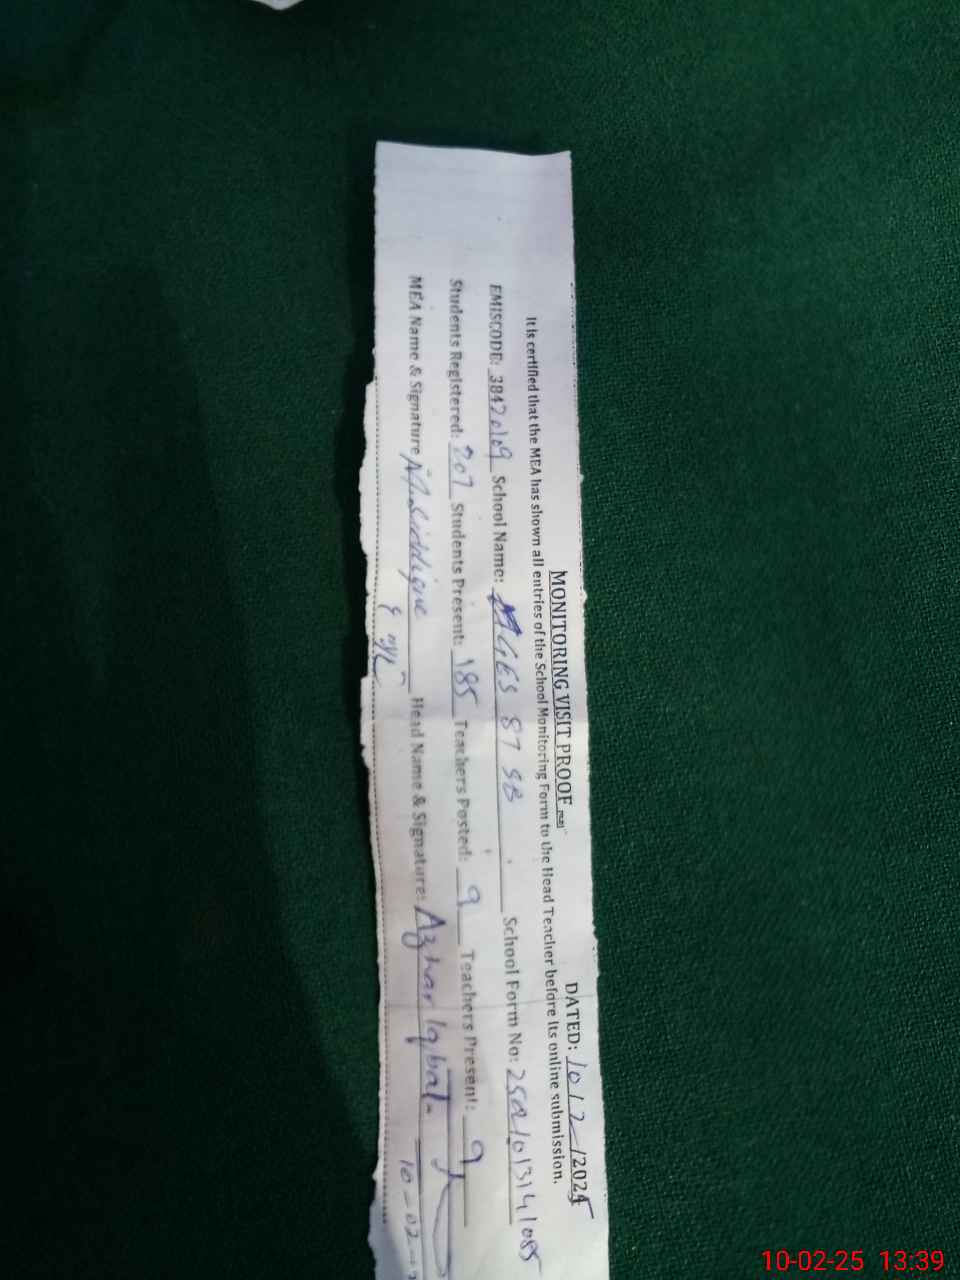 MONITORING VISIT PROOF
DATED: 10/2/2025
It is certified that the MEA has shown all entries of the School Monitoring Form to the Head Teacher before its online submission.
EMISCODE: 38420109 School Name: GES 87 SB School Form No:
Students Registered: 207 Students Present: 185 Teachers Posted: 9 Teachers Present: 9
MEA Name & Signature M. Siddique Head Name & Signature: Azhar Iqbal
10-02-
10-02-25 13:39